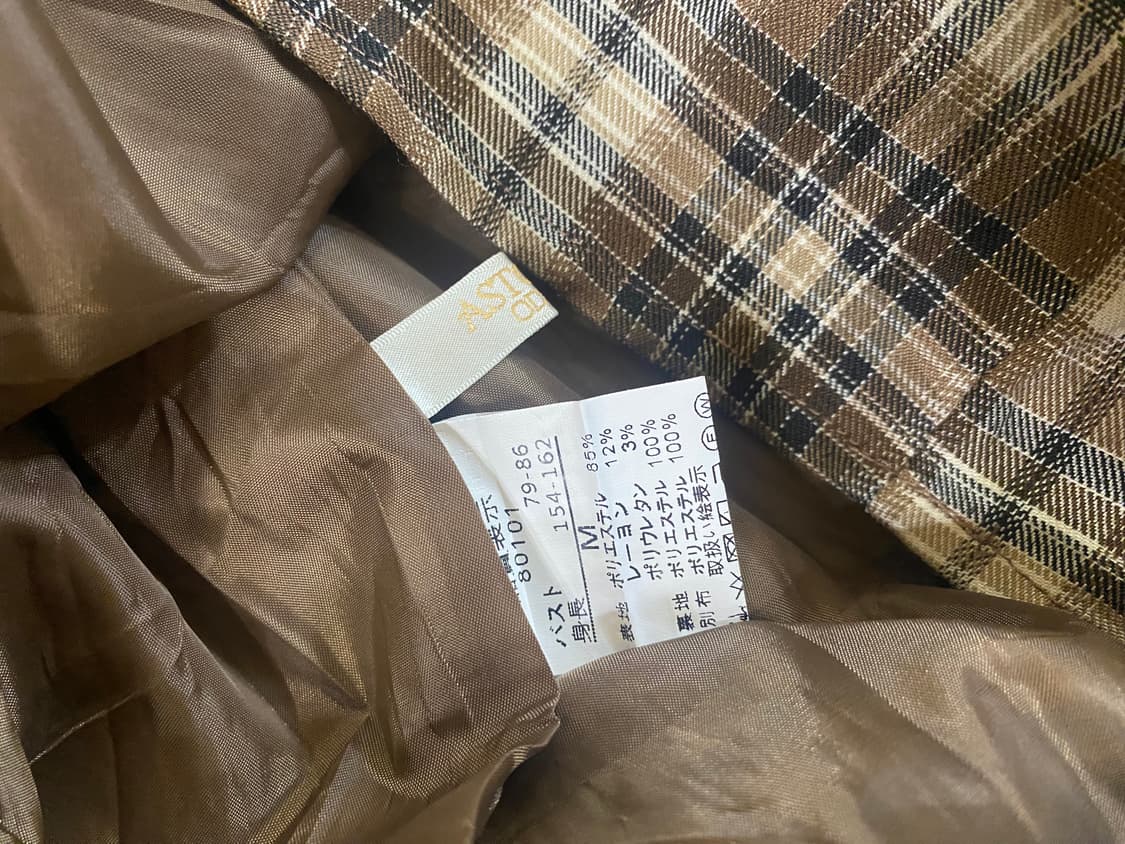 AST
OD
表示
80101
バスト 79-86
身長 154-162
M
表地 ポリエステル 85%
レーヨン 12%
ポリウレタン 3%
裏地 ポリエステル 100%
別布 ポリエステル 100%
取扱い絵表示
F W